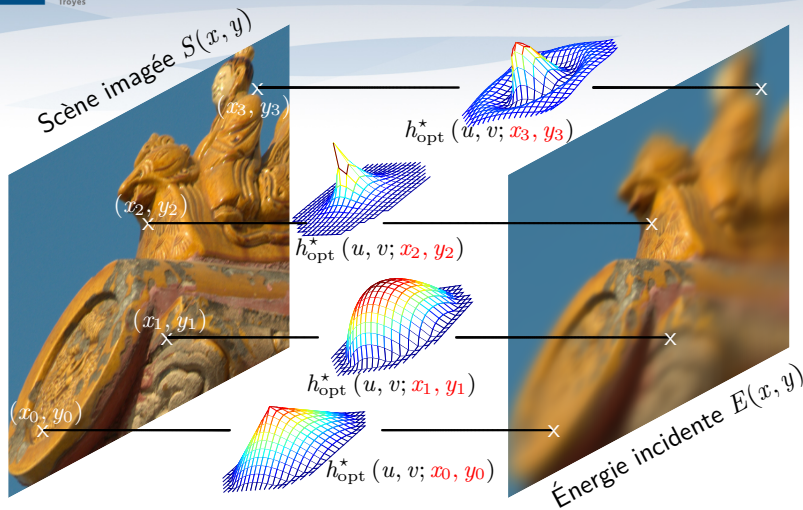 Troyes
Scène imagée S(x, y)
(x₃, y₃)
h⋆opt (u, v; x₃, y₃)
(x₂, y₂)
h⋆opt (u, v; x₂, y₂)
(x₁, y₁)
h⋆opt (u, v; x₁, y₁)
(x₀, y₀)
h⋆opt (u, v; x₀, y₀)
Énergie incidente E(x, y)